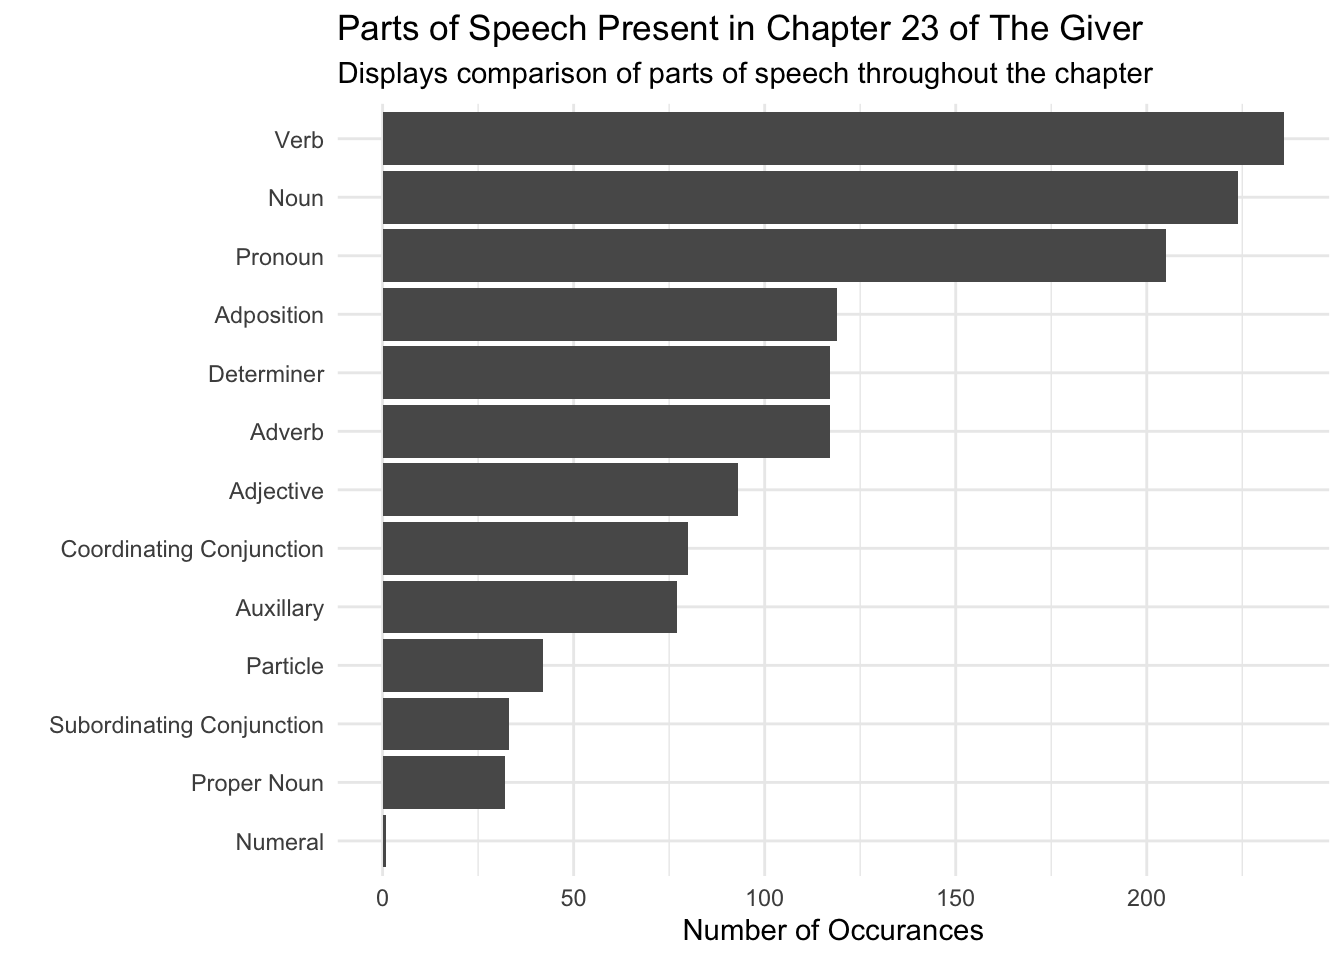 Parts of Speech Present in Chapter 23 of The Giver
Displays comparison of parts of speech throughout the chapter
Verb
Noun
Pronoun
Adposition
Determiner
Adverb
Adjective
Coordinating Conjunction
Auxillary
Particle
Subordinating Conjunction
Proper Noun
Numeral
0 50 100 150 200
Number of Occurances